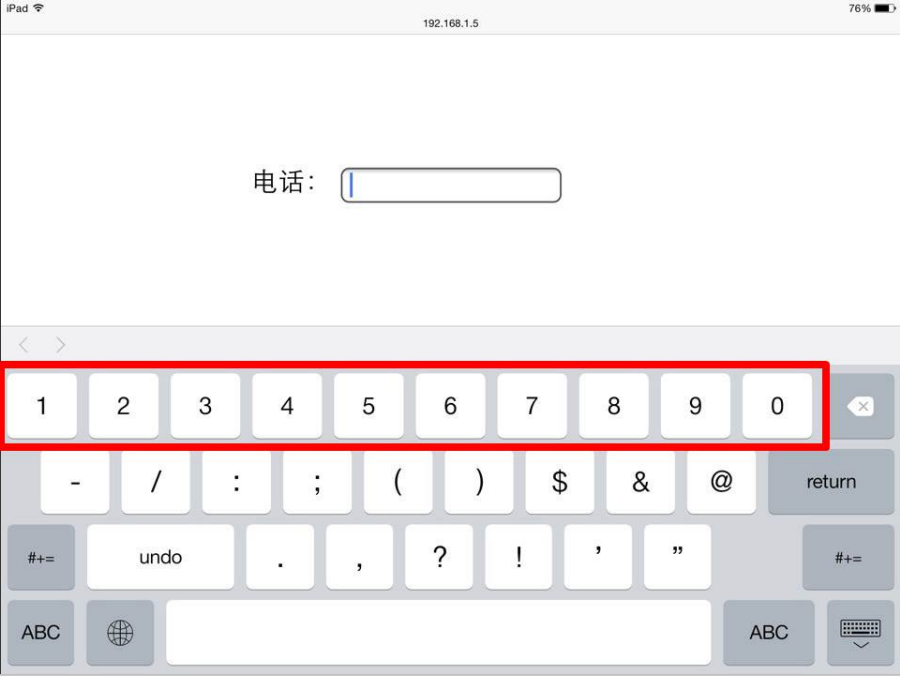 iPad 76%
192.168.1.5
电话：
1 2 3 4 5 6 7 8 9 0
- / : ; ( ) $ & @ return
#+= undo . , ? ! ’ ” #+=
ABC ABC